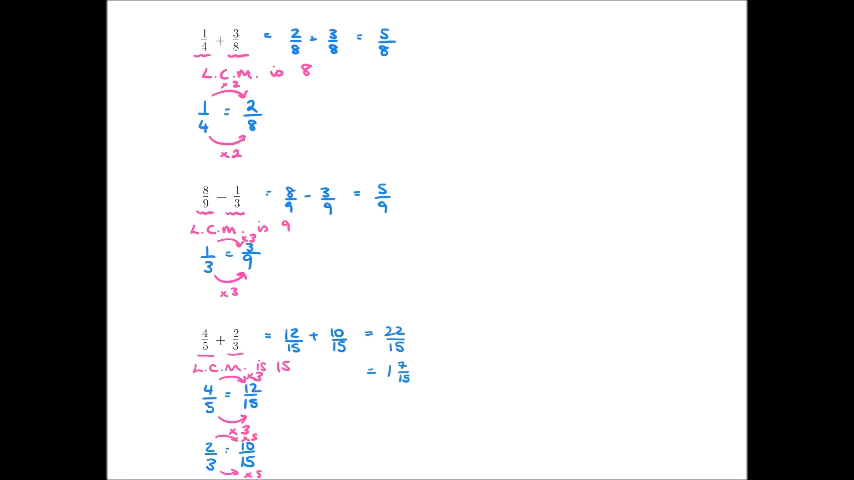 1/4 + 3/8 = 2/8 + 3/8 = 5/8
L.C.M. is 8
×2
1/4 = 2/8
×2
8/9 − 1/3 = 8/9 − 3/9 = 5/9
L.C.M. is 9
×3
1/3 = 3/9
×3
4/5 + 2/3 = 12/15 + 10/15 = 22/15
L.C.M. is 15 = 1 7/15
×3
4/5 = 12/15
×3
×5
2/3 = 10/15
×5